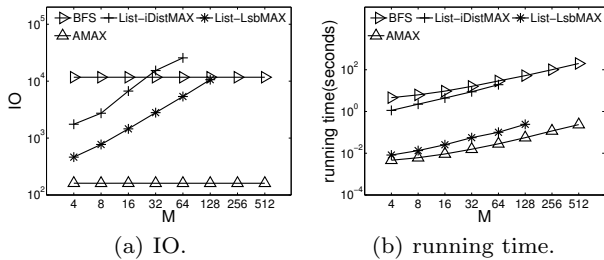 BFS List-iDistMAX List-LsbMAX
AMAX
10^5
10^4
10^3
10^2
IO
4 8 16 32 64 128 256 512
M
(a) IO.
BFS List-iDistMAX List-LsbMAX
AMAX
10^2
10^0
10^-2
10^-4
running time(seconds)
4 8 16 32 64 128 256 512
M
(b) running time.